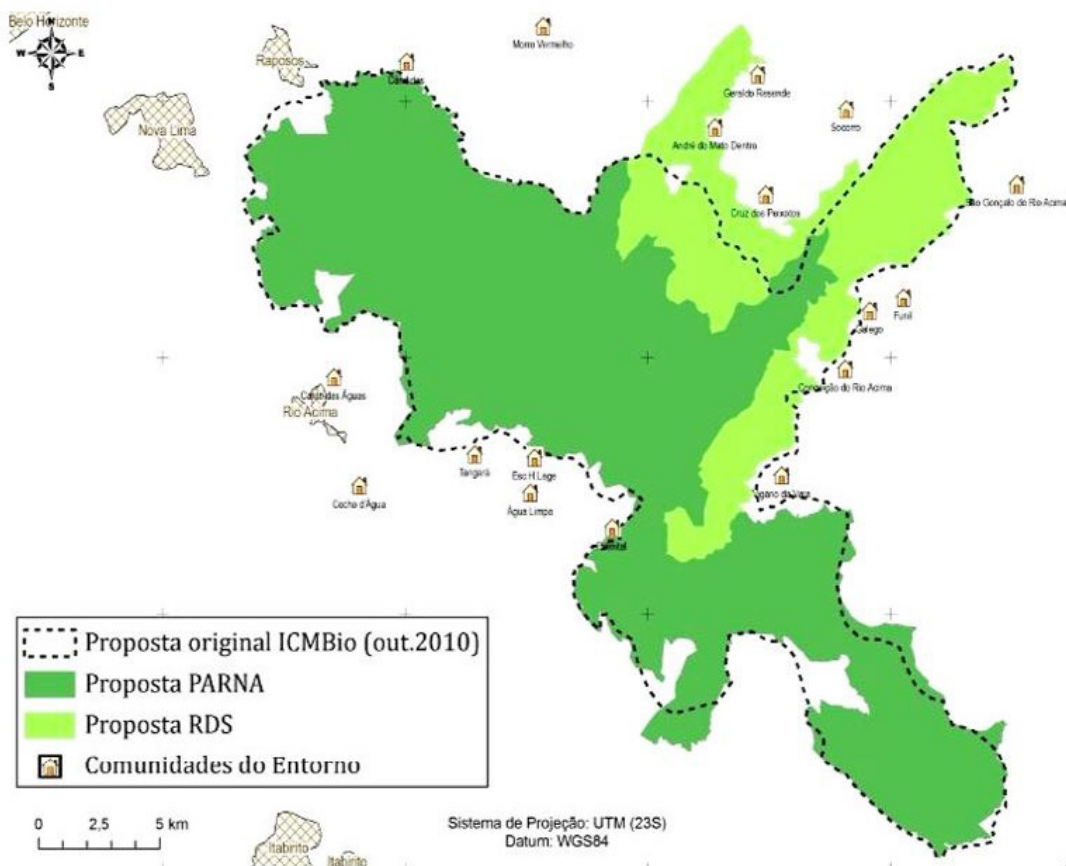 Belo Horizonte
N
W E
S
Morro Vermelho
Raposos
Geraldo Resende
Nova Lima
Socorro
André do Mato Dentro
São Gonçalo do Rio Acima
Cruz dos Peixotos
Funil
Galego
Conceição do Rio Acima
Rio Acima
Tangará
Esc H Lage
Água Limpa
Cocho d'Água
Proposta original ICMBio (out.2010)
Proposta PARNA
Proposta RDS
Comunidades do Entorno
0 2,5 5 km
Sistema de Projeção: UTM (23S)
Datum: WGS84
Itabirito
Itabirito